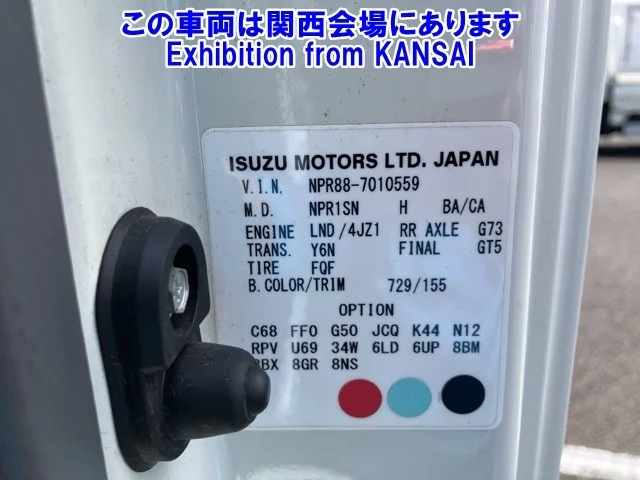 この車両は関西会場にあります
Exhibition from KANSAI
ISUZU MOTORS LTD. JAPAN
V.I.N. NPR88-7010559
M.D. NPR1SN H BA/CA
ENGINE LND/4JZ1 RR AXLE G73
TRANS. Y6N FINAL GT5
TIRE FQF
B.COLOR/TRIM 729/155
OPTION
C68 FF0 G50 JCQ K44 N12
RPV U69 34W 6LD 6UP 8BM
8GR 8NS